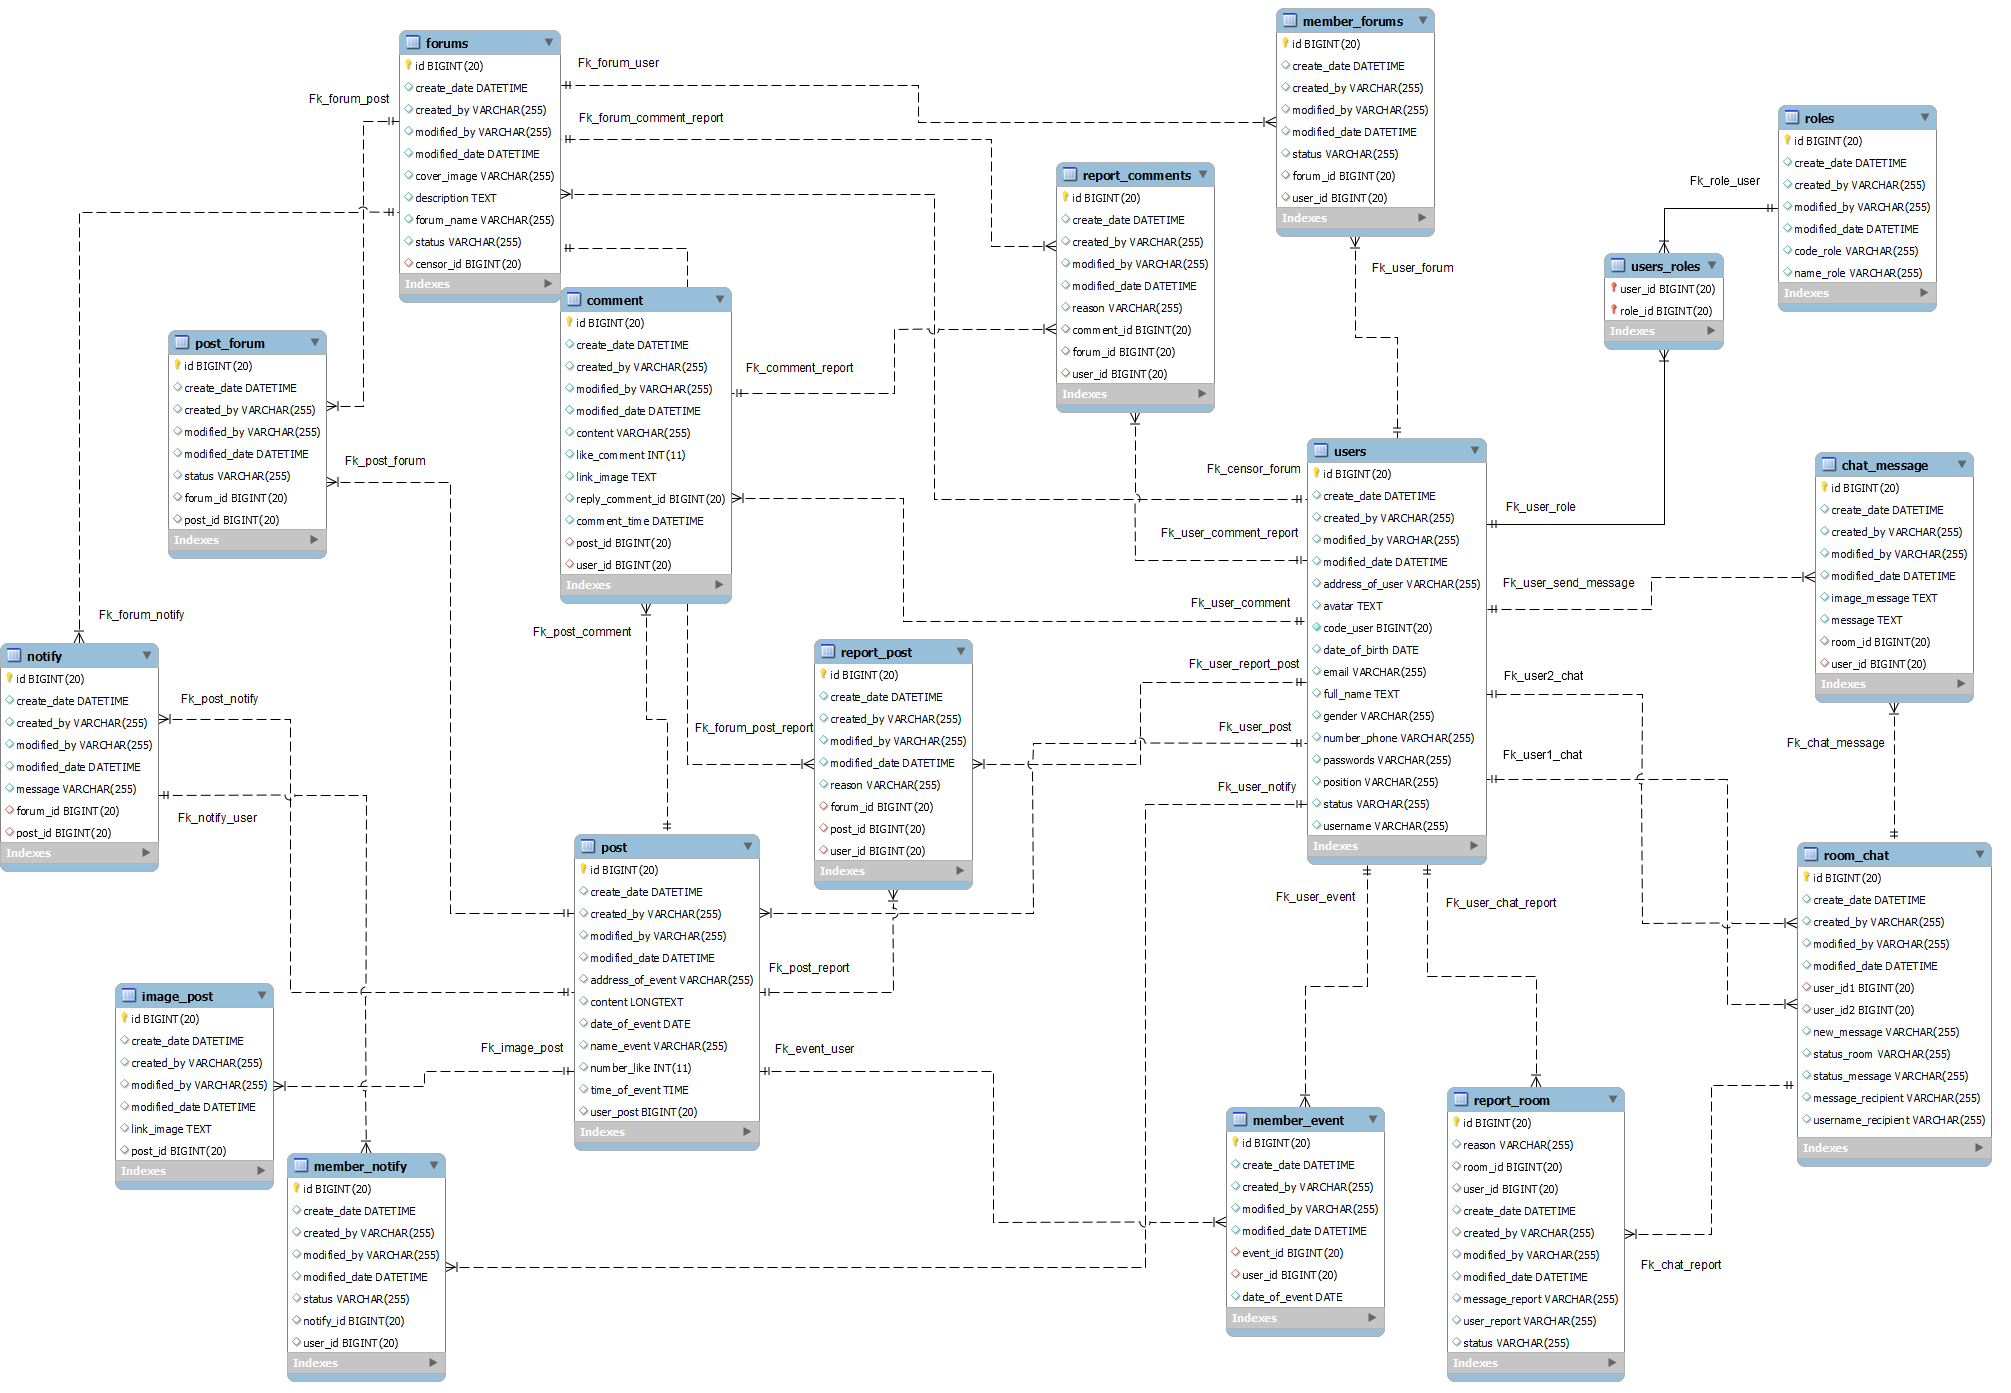 forums
id BIGINT(20)
create_date DATETIME
created_by VARCHAR(255)
modified_by VARCHAR(255)
modified_date DATETIME
cover_image VARCHAR(255)
description TEXT
forum_name VARCHAR(255)
status VARCHAR(255)
censor_id BIGINT(20)
Indexes
member_forums
id BIGINT(20)
create_date DATETIME
created_by VARCHAR(255)
modified_by VARCHAR(255)
modified_date DATETIME
status VARCHAR(255)
forum_id BIGINT(20)
user_id BIGINT(20)
Indexes
Fk_forum_user
Fk_forum_post
Fk_forum_comment_report
report_comments
id BIGINT(20)
create_date DATETIME
created_by VARCHAR(255)
modified_by VARCHAR(255)
modified_date DATETIME
reason VARCHAR(255)
comment_id BIGINT(20)
forum_id BIGINT(20)
user_id BIGINT(20)
Indexes
roles
id BIGINT(20)
create_date DATETIME
created_by VARCHAR(255)
modified_by VARCHAR(255)
modified_date DATETIME
code_role VARCHAR(255)
name_role VARCHAR(255)
Indexes
Fk_role_user
users_roles
user_id BIGINT(20)
role_id BIGINT(20)
Indexes
Fk_user_forum
comment
id BIGINT(20)
create_date DATETIME
created_by VARCHAR(255)
modified_by VARCHAR(255)
modified_date DATETIME
content VARCHAR(255)
like_comment INT(11)
link_image TEXT
reply_comment_id BIGINT(20)
comment_time DATETIME
post_id BIGINT(20)
user_id BIGINT(20)
Indexes
post_forum
id BIGINT(20)
create_date DATETIME
created_by VARCHAR(255)
modified_by VARCHAR(255)
modified_date DATETIME
status VARCHAR(255)
forum_id BIGINT(20)
post_id BIGINT(20)
Indexes
Fk_comment_report
Fk_post_forum
Fk_censor_forum
Fk_user_comment_report
Fk_user_comment
Fk_user_report_post
Fk_user_post
Fk_user_notify
users
id BIGINT(20)
create_date DATETIME
created_by VARCHAR(255)
modified_by VARCHAR(255)
modified_date DATETIME
address_of_user VARCHAR(255)
avatar TEXT
code_user BIGINT(20)
date_of_birth DATE
email VARCHAR(255)
full_name TEXT
gender VARCHAR(255)
number_phone VARCHAR(255)
passwords VARCHAR(255)
position VARCHAR(255)
status VARCHAR(255)
username VARCHAR(255)
Indexes
Fk_user_role
Fk_user_send_message
Fk_user2_chat
Fk_user1_chat
chat_message
id BIGINT(20)
create_date DATETIME
created_by VARCHAR(255)
modified_by VARCHAR(255)
modified_date DATETIME
image_message TEXT
message TEXT
room_id BIGINT(20)
user_id BIGINT(20)
Indexes
Fk_chat_message
Fk_forum_notify
Fk_post_comment
notify
id BIGINT(20)
create_date DATETIME
created_by VARCHAR(255)
modified_by VARCHAR(255)
modified_date DATETIME
message VARCHAR(255)
forum_id BIGINT(20)
post_id BIGINT(20)
Indexes
Fk_post_notify
Fk_notify_user
Fk_forum_post_report
report_post
id BIGINT(20)
create_date DATETIME
created_by VARCHAR(255)
modified_by VARCHAR(255)
modified_date DATETIME
reason VARCHAR(255)
forum_id BIGINT(20)
post_id BIGINT(20)
user_id BIGINT(20)
Indexes
post
id BIGINT(20)
create_date DATETIME
created_by VARCHAR(255)
modified_by VARCHAR(255)
modified_date DATETIME
address_of_event VARCHAR(255)
content LONGTEXT
date_of_event DATE
name_event VARCHAR(255)
number_like INT(11)
time_of_event TIME
user_post BIGINT(20)
Indexes
Fk_post_report
Fk_image_post
Fk_event_user
Fk_user_event
Fk_user_chat_report
room_chat
id BIGINT(20)
create_date DATETIME
created_by VARCHAR(255)
modified_by VARCHAR(255)
modified_date DATETIME
user_id1 BIGINT(20)
user_id2 BIGINT(20)
new_message VARCHAR(255)
status_room VARCHAR(255)
status_message VARCHAR(255)
message_recipient VARCHAR(255)
username_recipient VARCHAR(255)
Indexes
image_post
id BIGINT(20)
create_date DATETIME
created_by VARCHAR(255)
modified_by VARCHAR(255)
modified_date DATETIME
link_image TEXT
post_id BIGINT(20)
Indexes
member_notify
id BIGINT(20)
create_date DATETIME
created_by VARCHAR(255)
modified_by VARCHAR(255)
modified_date DATETIME
status VARCHAR(255)
notify_id BIGINT(20)
user_id BIGINT(20)
Indexes
member_event
id BIGINT(20)
create_date DATETIME
created_by VARCHAR(255)
modified_by VARCHAR(255)
modified_date DATETIME
event_id BIGINT(20)
user_id BIGINT(20)
date_of_event DATE
Indexes
report_room
id BIGINT(20)
reason VARCHAR(255)
room_id BIGINT(20)
user_id BIGINT(20)
create_date DATETIME
created_by VARCHAR(255)
modified_by VARCHAR(255)
modified_date DATETIME
message_report VARCHAR(255)
user_report VARCHAR(255)
status VARCHAR(255)
Indexes
Fk_chat_report